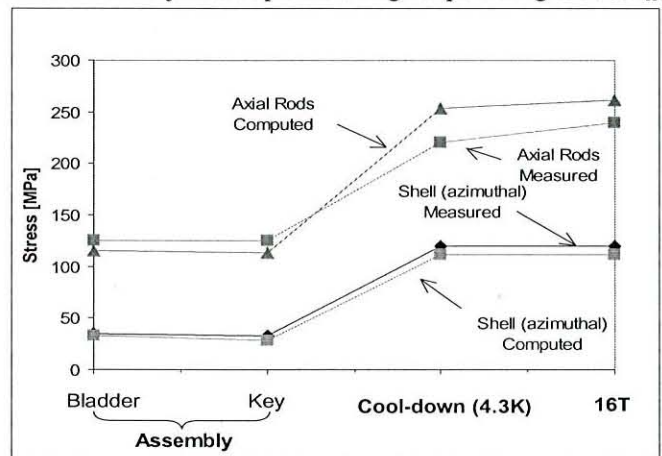 300
250
200
150
100
50
0
Stress [MPa]
Axial Rods
Computed
Axial Rods
Measured
Shell (azimuthal)
Measured
Shell (azimuthal)
Computed
Bladder
Key
Cool-down (4.3K)
16T
Assembly